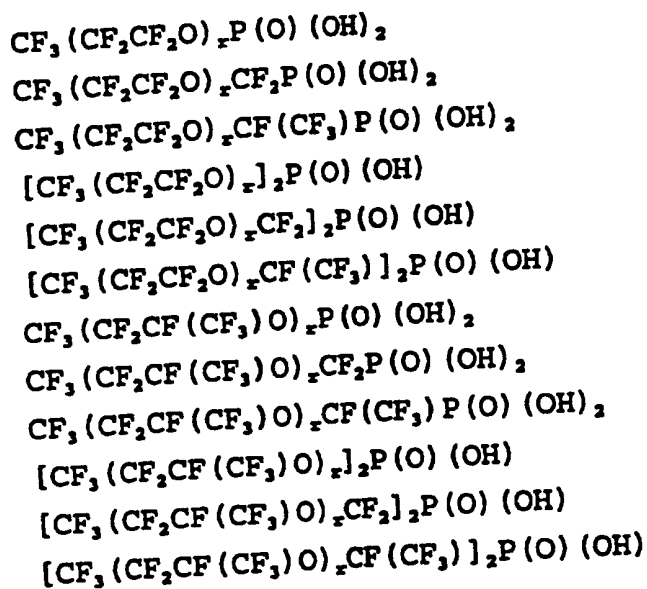 CF₃(CF₂CF₂O)ₓP(O)(OH)₂
CF₃(CF₂CF₂O)ₓCF₂P(O)(OH)₂
CF₃(CF₂CF₂O)ₓCF(CF₃)P(O)(OH)₂
[CF₃(CF₂CF₂O)ₓ]₂P(O)(OH)
[CF₃(CF₂CF₂O)ₓCF₂]₂P(O)(OH)
[CF₃(CF₂CF₂O)ₓCF(CF₃)]₂P(O)(OH)
CF₃(CF₂CF(CF₃)O)ₓP(O)(OH)₂
CF₃(CF₂CF(CF₃)O)ₓCF₂P(O)(OH)₂
CF₃(CF₂CF(CF₃)O)ₓCF(CF₃)P(O)(OH)₂
[CF₃(CF₂CF(CF₃)O)ₓ]₂P(O)(OH)
[CF₃(CF₂CF(CF₃)O)ₓCF₂]₂P(O)(OH)
[CF₃(CF₂CF(CF₃)O)ₓCF(CF₃)]₂P(O)(OH)